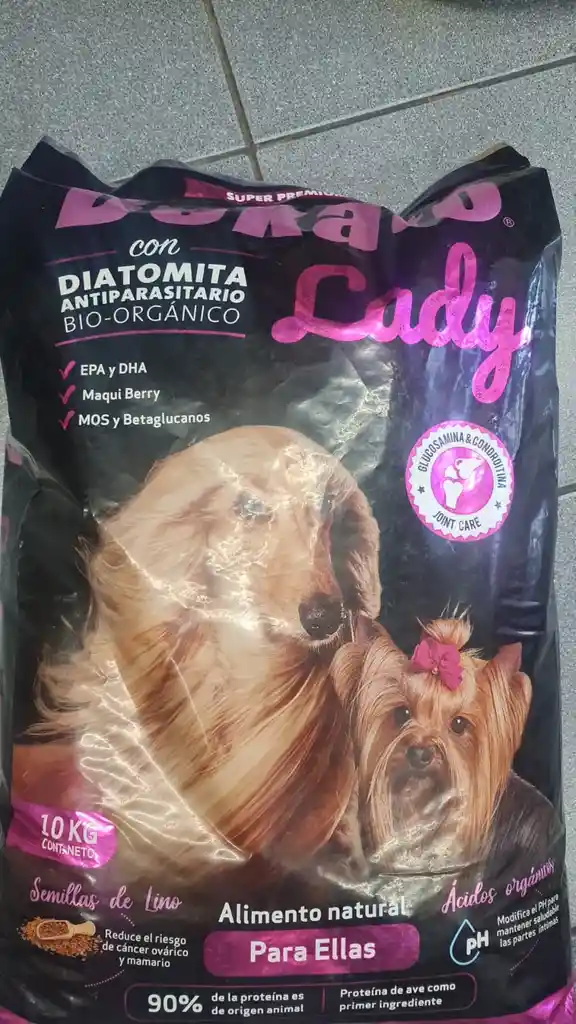 SUPER PREMIUM
con
DIATOMITA
ANTIPARASITARIO
BIO-ORGÁNICO
Lady
®
EPA y DHA
Maqui Berry
MOS y Betaglucanos
GLUCOSAMINA & CONDROITINA
JOINT CARE
10 KG
CONT. NETO
Semillas de Lino
Reduce el riesgo
de cáncer ovárico
y mamario
Alimento natural
Para Ellas
Ácidos orgánicos
pH
Modifica el PH para
mantener saludable
las partes íntimas
90% de la proteína es
de origen animal
Proteína de ave como
primer ingrediente